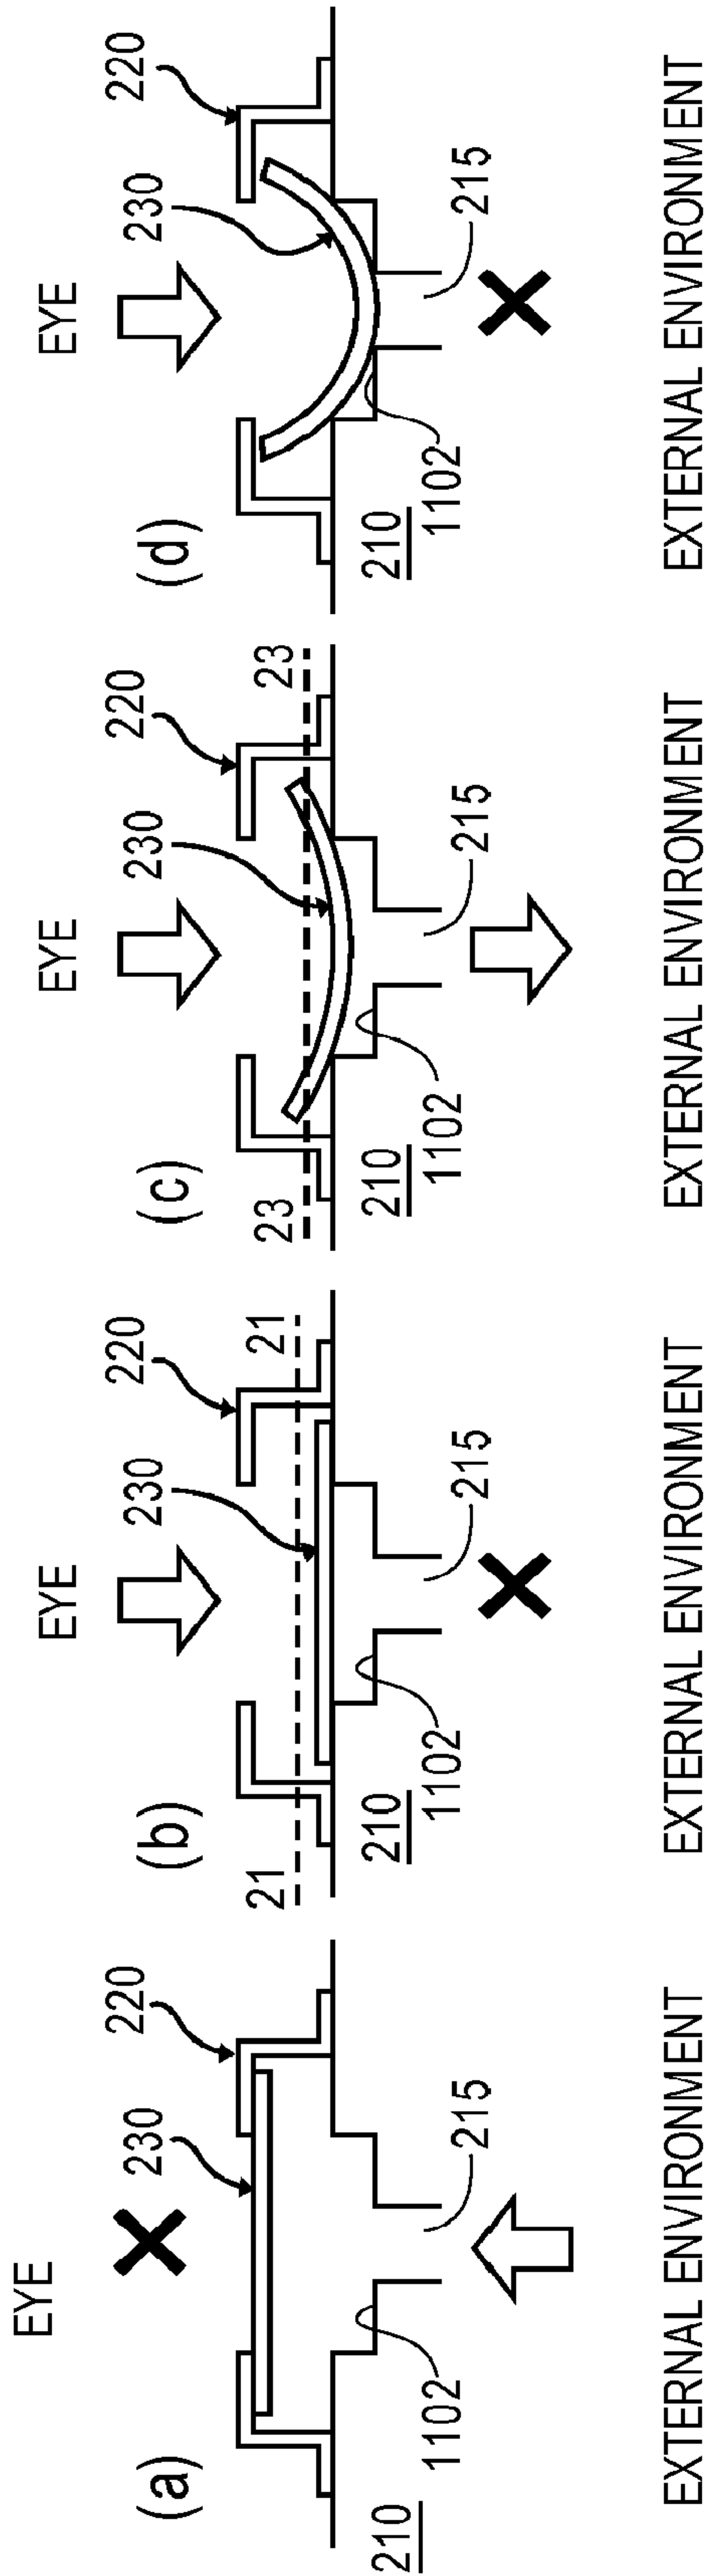 (a)
EYE
230
220
210
1102
215
EXTERNAL ENVIRONMENT
(b)
EYE
230
220
21
21
210
1102
215
EXTERNAL ENVIRONMENT
(c)
EYE
230
220
23
23
210
1102
215
EXTERNAL ENVIRONMENT
(d)
EYE
230
220
210
1102
215
EXTERNAL ENVIRONMENT